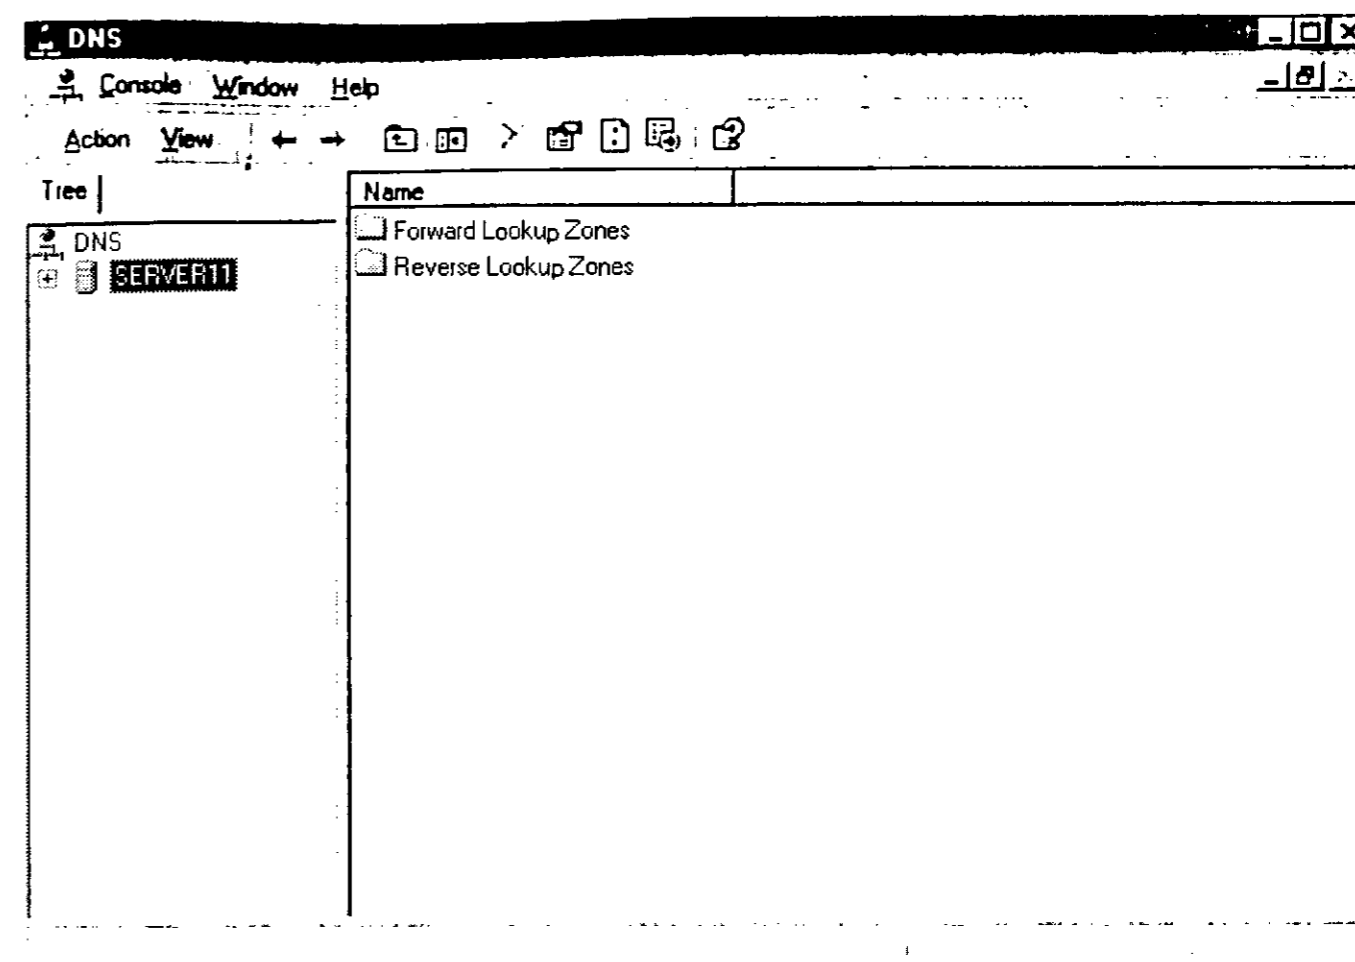 DNS
Console Window Help
Action View
Tree
Name
DNS
SERVER11
Forward Lookup Zones
Reverse Lookup Zones